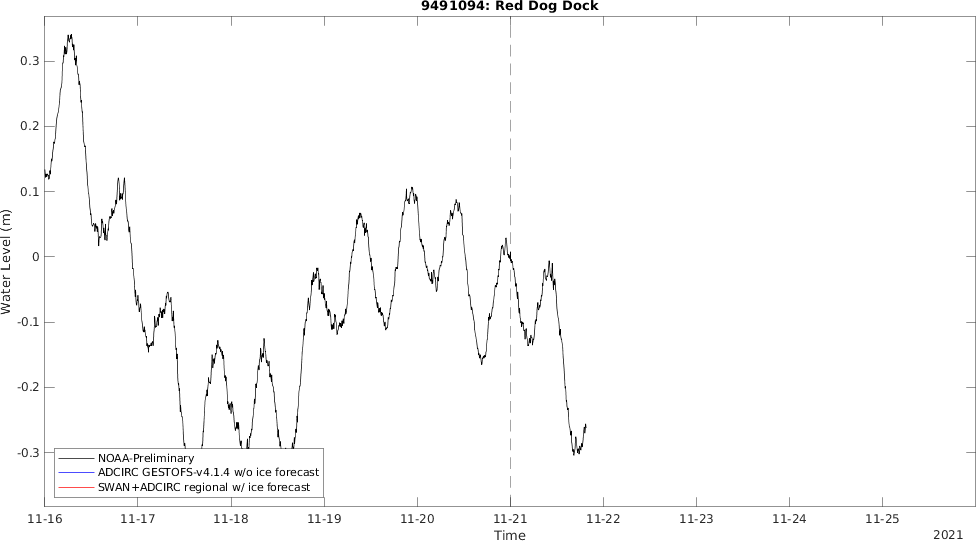 9491094: Red Dog Dock
0.3
0.2
0.1
0
-0.1
-0.2
-0.3
Water Level (m)
NOAA-Preliminary
ADCIRC GESTOFS-v4.1.4 w/o ice forecast
SWAN+ADCIRC regional w/ ice forecast
11-16 11-17 11-18 11-19 11-20 11-21 11-22 11-23 11-24 11-25
Time
2021